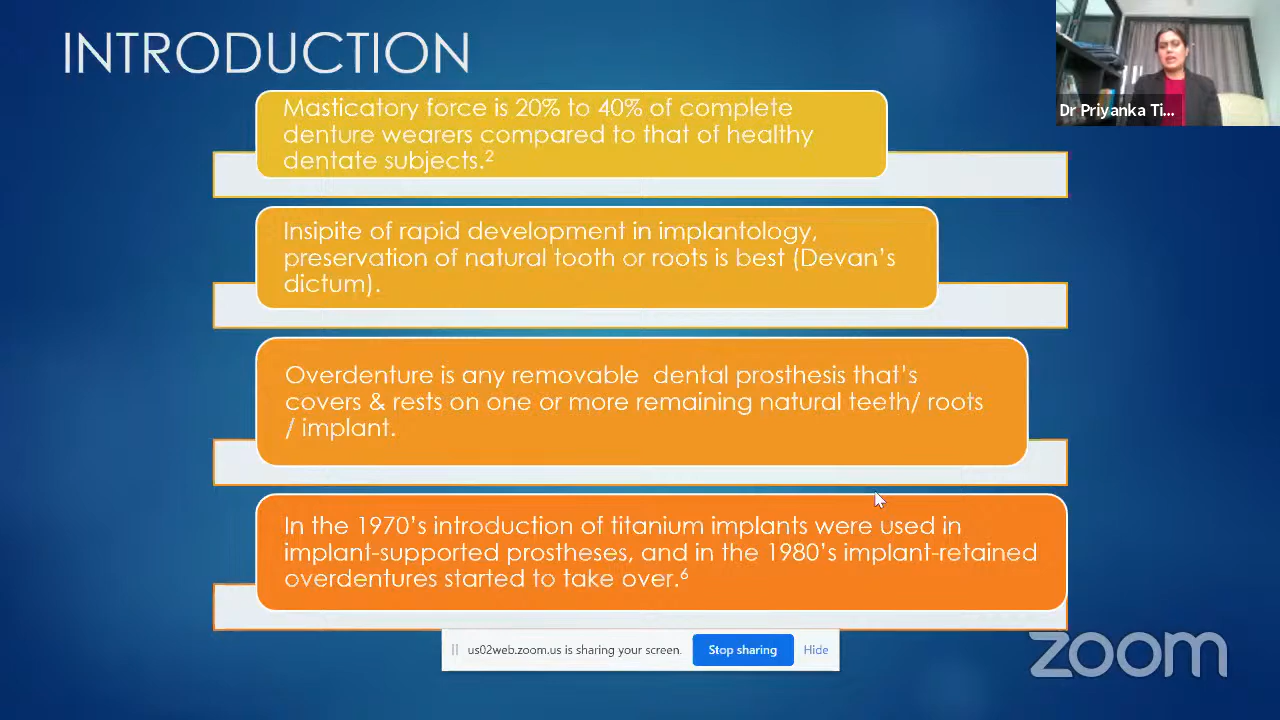 INTRODUCTION
Masticatory force is 20% to 40% of complete
denture wearers compared to that of healthy
dentate subjects.²
Insipite of rapid development in implantology,
preservation of natural tooth or roots is best (Devan's
dictum).
Overdenture is any removable  dental prosthesis that's
covers & rests on one or more remaining natural teeth/ roots
/ implant.
In the 1970's introduction of titanium implants were used in
implant-supported prostheses, and in the 1980's implant-retained
overdentures started to take over.⁶
Dr Priyanka Ti...
us02web.zoom.us is sharing your screen.
Stop sharing
Hide
zoom